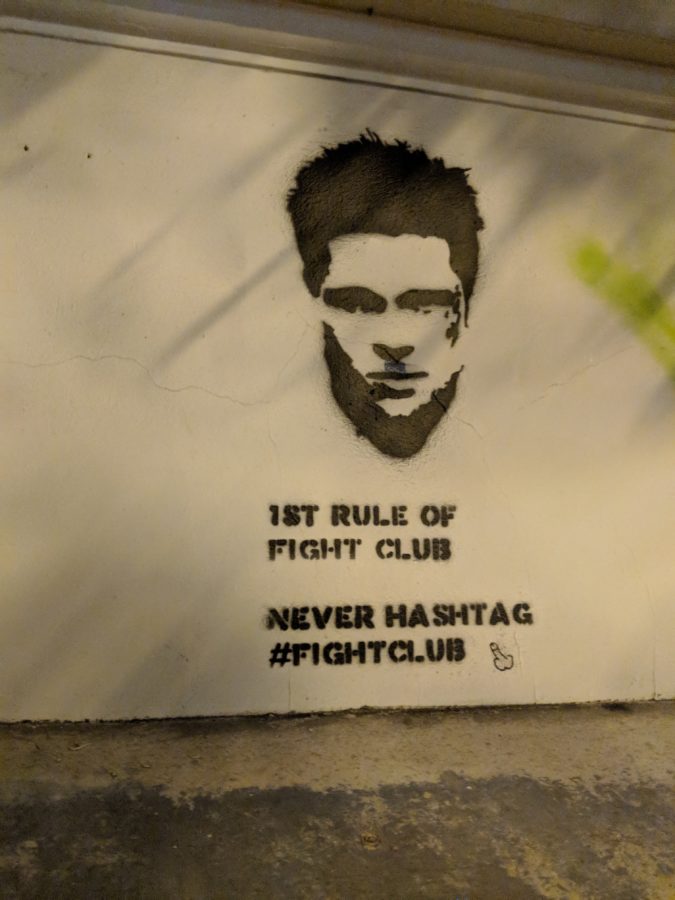 1ST RULE OF
FIGHT CLUB
NEVER HASHTAG
#FIGHTCLUB